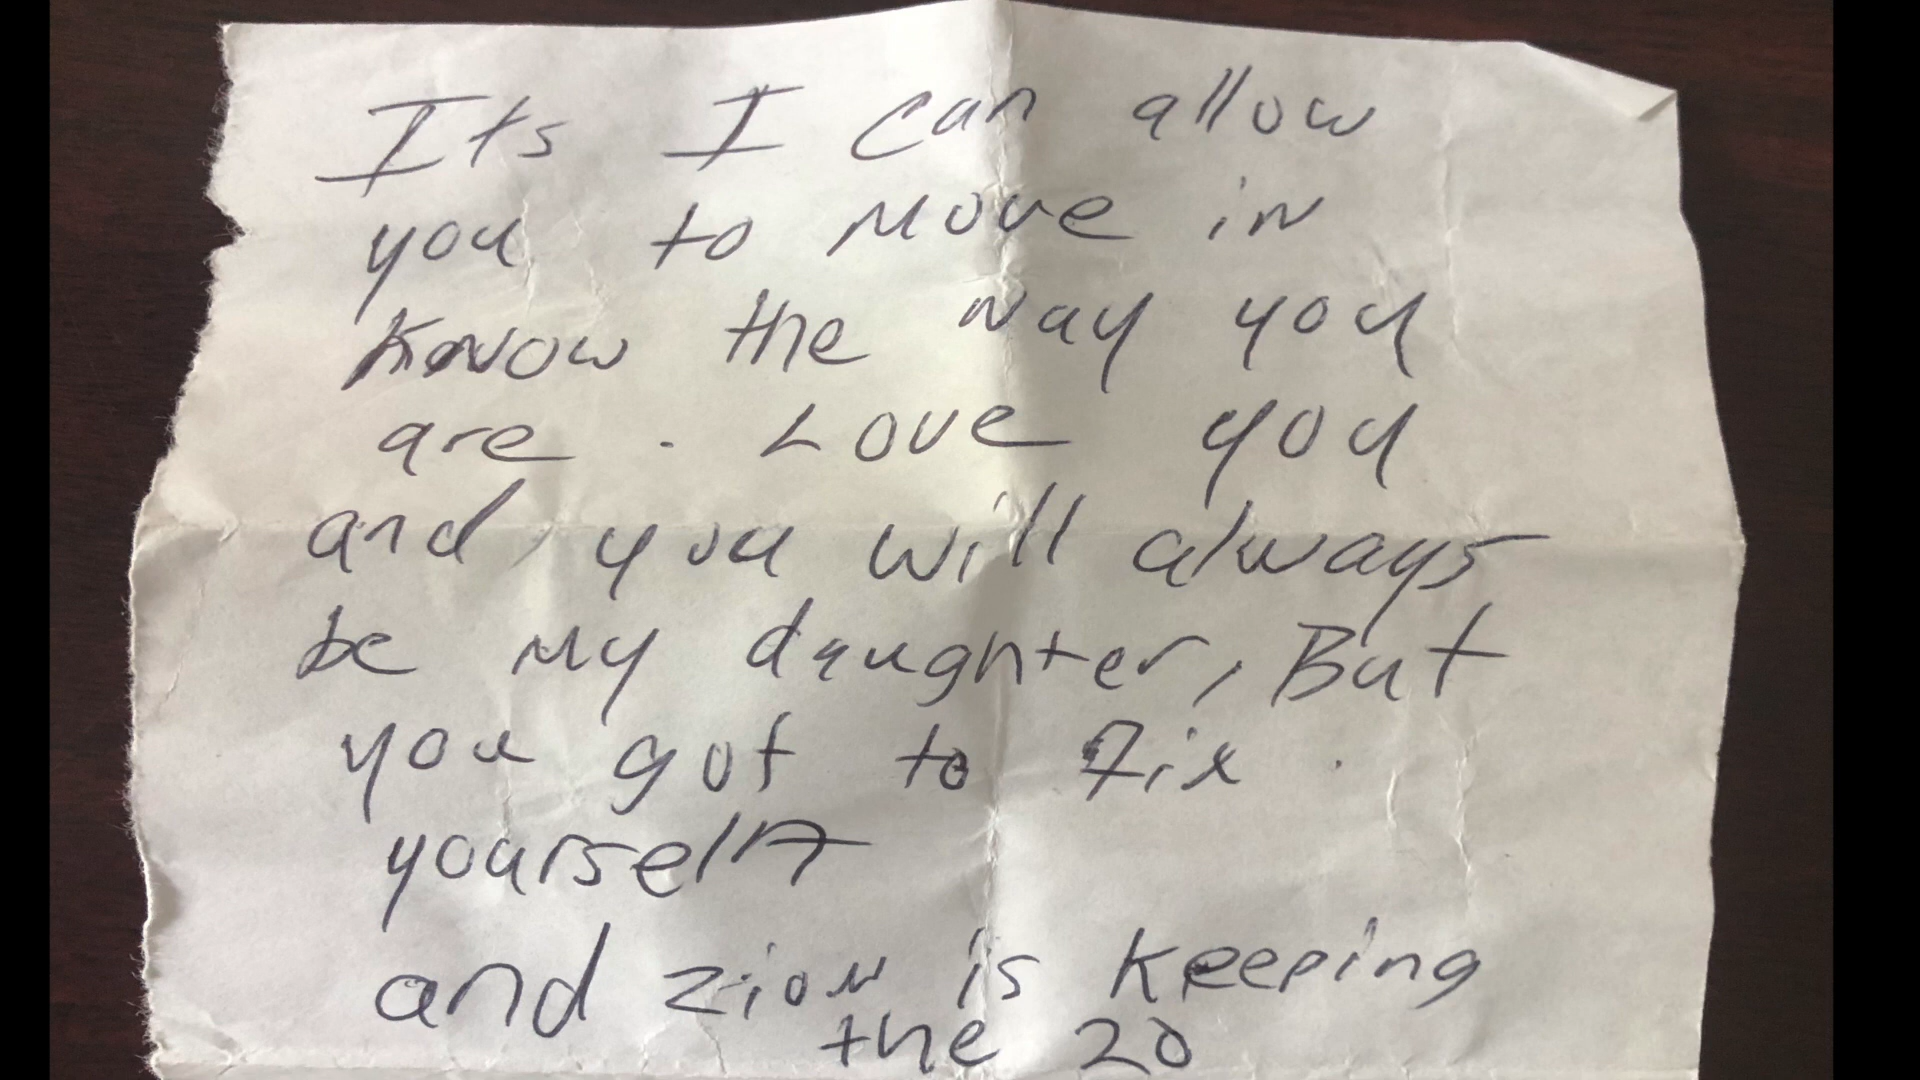 Its I can allow
you to move in
know the way you
are. Love you
and, you will always
be my daughter, But
you got to fix.
yourself
and zion is keeping
the 20